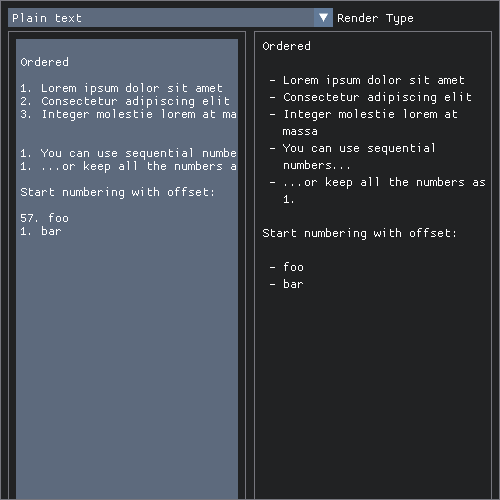 Plain text
Render Type
Ordered
1. Lorem ipsum dolor sit amet
2. Consectetur adipiscing elit
3. Integer molestie lorem at ma
1. You can use sequential numbe
1. ...or keep all the numbers a
Start numbering with offset:
57. foo
1. bar
Ordered
- Lorem ipsum dolor sit amet
- Consectetur adipiscing elit
- Integer molestie lorem at
massa
- You can use sequential
numbers...
- ...or keep all the numbers as
1.
Start numbering with offset:
- foo
- bar